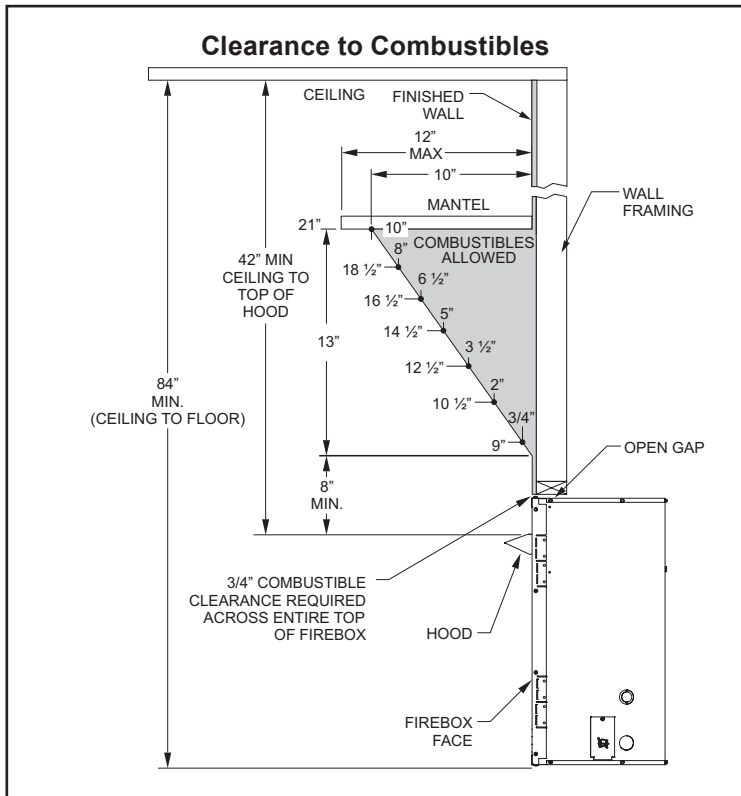 Clearance to Combustibles
CEILING
FINISHED
WALL
12”
MAX
10”
MANTEL
WALL
FRAMING
21”
10”
COMBUSTIBLES
ALLOWED
8”
18 ½”
6 ½”
16 ½”
5”
14 ½”
3 ½”
12 ½”
2”
10 ½”
3/4”
9”
42” MIN
CEILING TO
TOP OF
HOOD
13”
84”
MIN.
(CEILING TO FLOOR)
OPEN GAP
8”
MIN.
3/4” COMBUSTIBLE
CLEARANCE REQUIRED
ACROSS ENTIRE TOP
OF FIREBOX
HOOD
FIREBOX
FACE